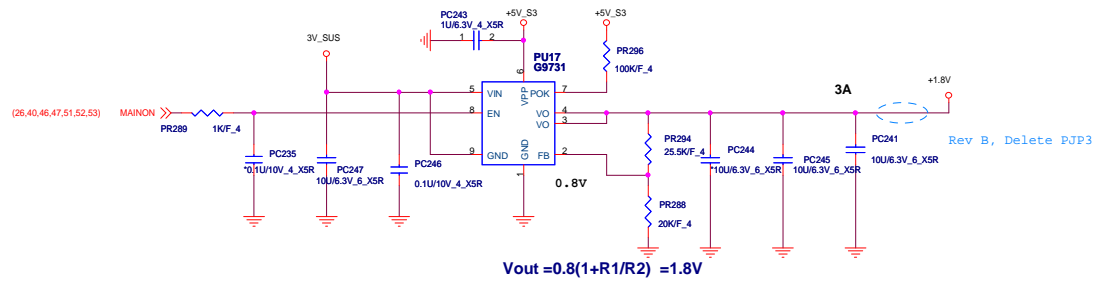 PC243
1U/6.3V_4_X5R
1
2
+5V_S3
+5V_S3
3V_SUS
PU17
G9731
PR296
100K/F_4
6
VPP
5
VIN
POK
7
(26,40,46,47,51,52,53)
MAINON
PR289
1K/F_4
8
EN
VO
4
VO
3
3A
+1.8V
PC235
*0.1U/10V_4_X5R
PC247
10U/6.3V_6_X5R
PC246
0.1U/10V_4_X5R
9
GND
GND
1
FB
2
0.8V
PR294
25.5K/F_4
PC244
*10U/6.3V_6_X5R
PC245
10U/6.3V_6_X5R
PC241
10U/6.3V_6_X5R
Rev B, Delete PJP3
PR288
20K/F_4
Vout =0.8(1+R1/R2) =1.8V